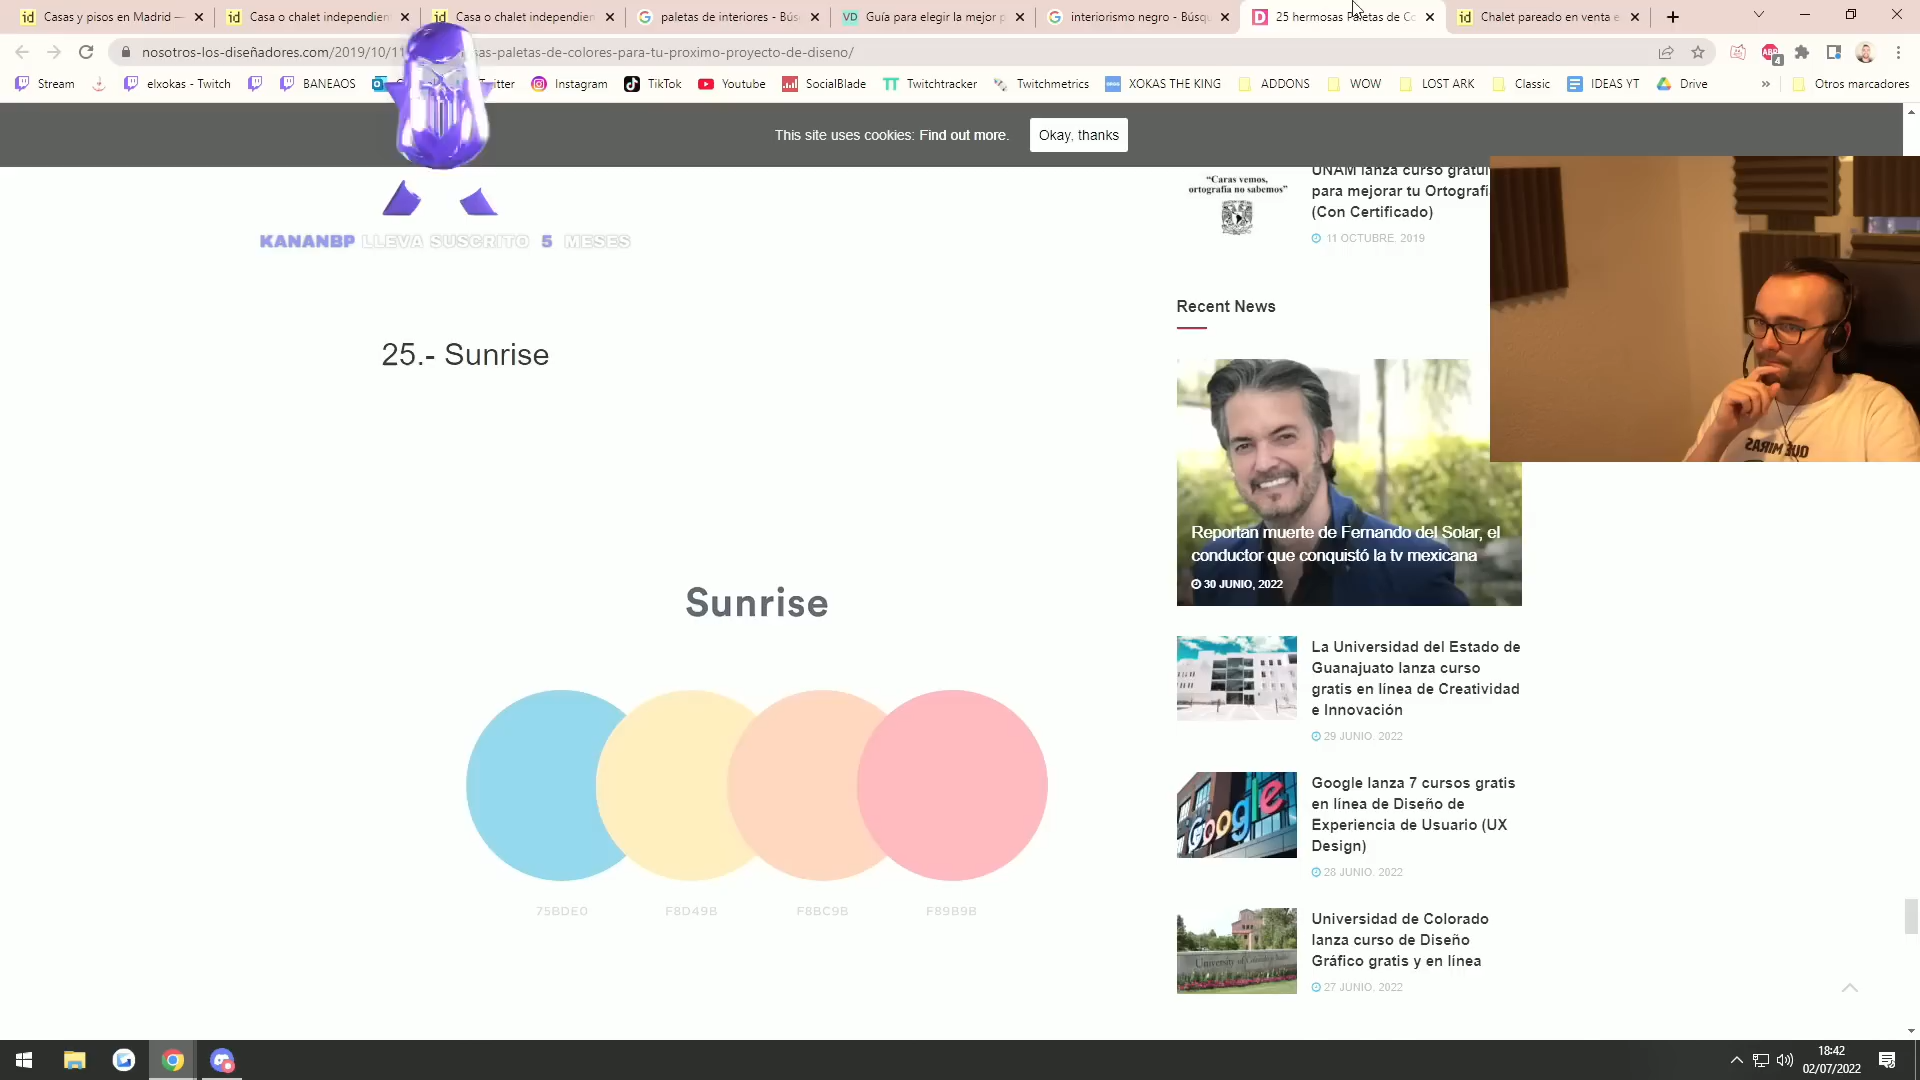 Casas y pisos en Madrid —
Casa o chalet independien
Casa o chalet independien
paletas de interiores - Bús
Guía para elegir la mejor p
interiorismo negro - Búsqu
25 hermosas Paletas de Co
Chalet pareado en venta e
nosotros-los-diseñadores.com/2019/10/11
as-paletas-de-colores-para-tu-proximo-proyecto-de-diseno/
Stream
elxokas - Twitch
BANEAOS
Twitter
Instagram
TikTok
Youtube
SocialBlade
Twitchtracker
Twitchmetrics
XOKAS THE KING
ADDONS
WOW
LOST ARK
Classic
IDEAS YT
Drive
»
Otros marcadores
This site uses cookies: Find out more.
Okay, thanks
KANANBP LLEVA SUSCRITO 5 MESES
"Caras vemos,
ortografía no sabemos"
UNAM lanza curso gratui
para mejorar tu Ortografí
(Con Certificado)
11 OCTUBRE, 2019
QUÉ MIRAS
Recent News
25.- Sunrise
Reportan muerte de Fernando del Solar, el
conductor que conquistó la tv mexicana
30 JUNIO, 2022
Sunrise
75BDE0
F8D49B
F8BC9B
F89B9B
La Universidad del Estado de
Guanajuato lanza curso
gratis en línea de Creatividad
e Innovación
29 JUNIO, 2022
Google
Google lanza 7 cursos gratis
en línea de Diseño de
Experiencia de Usuario (UX
Design)
28 JUNIO, 2022
Universidad de Colorado
lanza curso de Diseño
Gráfico gratis y en línea
27 JUNIO, 2022
18:42
02/07/2022